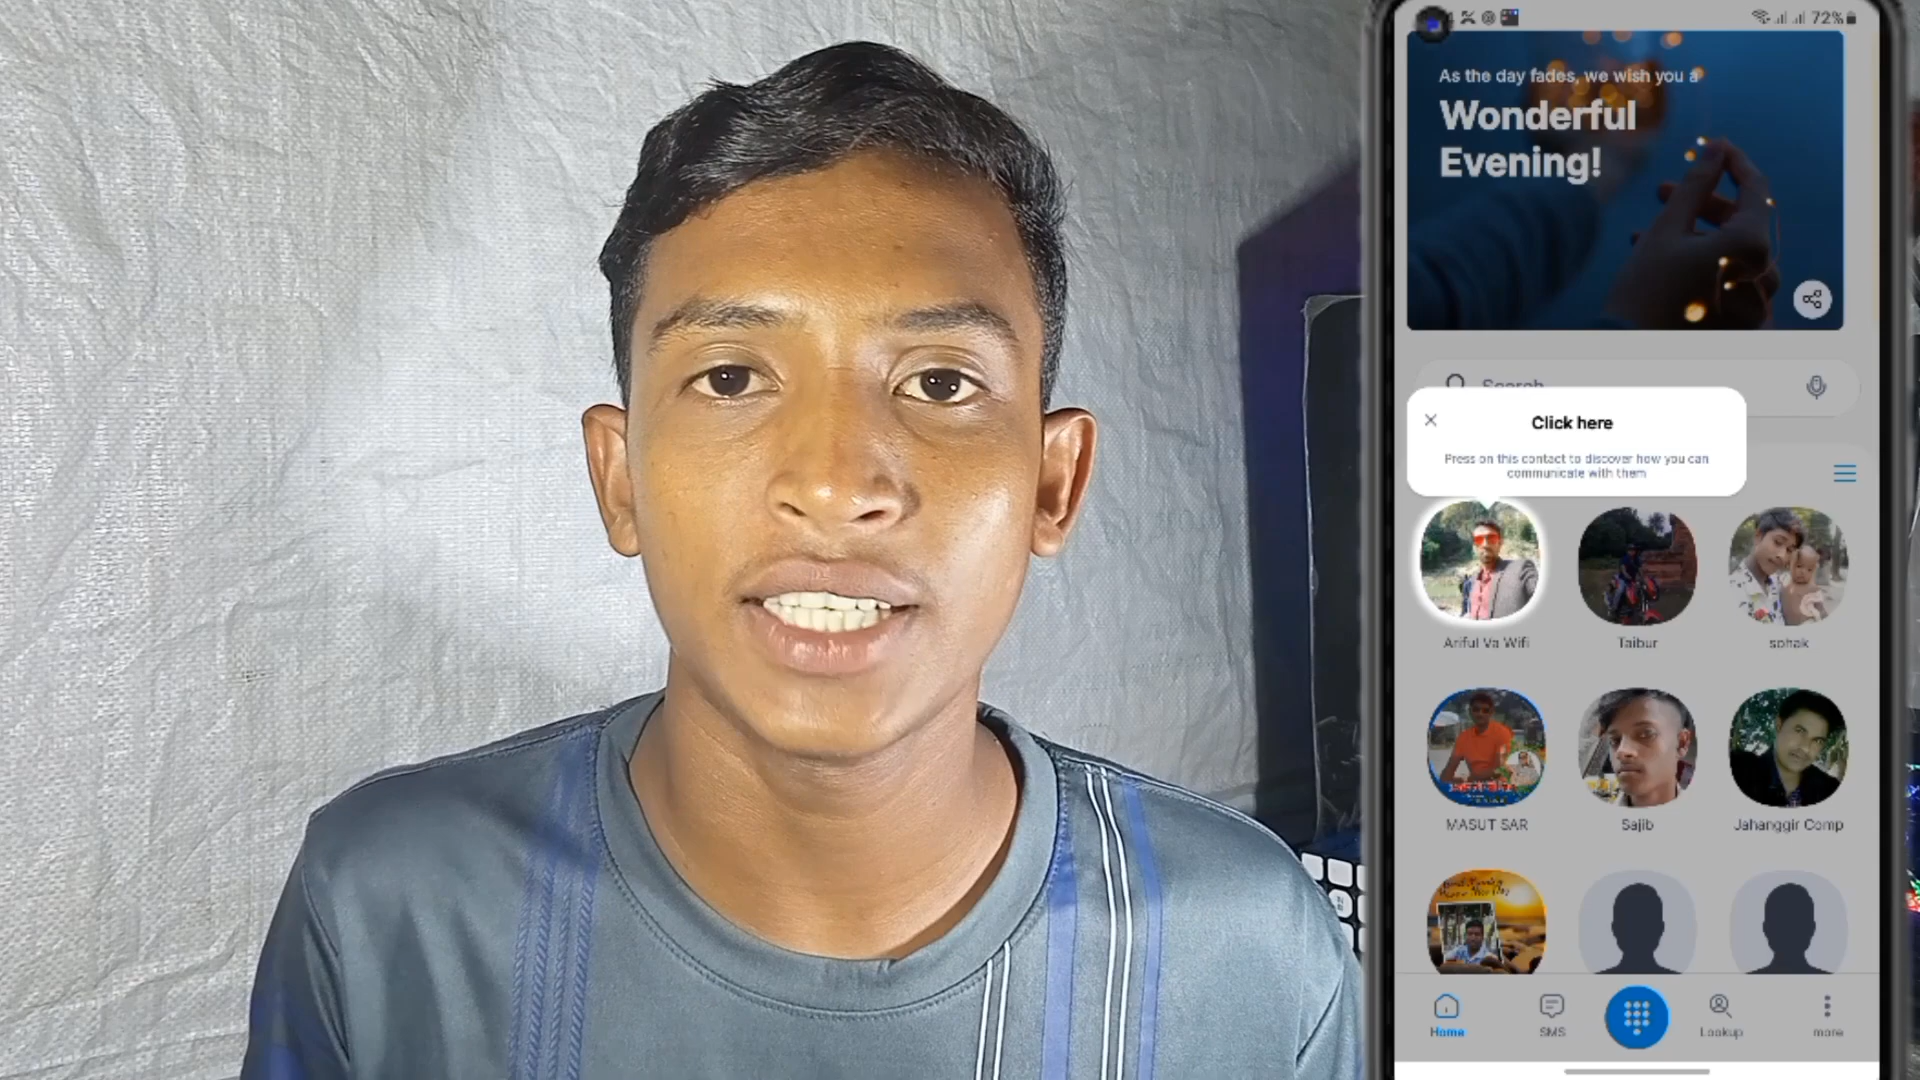 72%
As the day fades, we wish you a
Wonderful
Evening!
Search
Click here
Press on this contact to discover how you can
communicate with them
Ariful Va Wifi
Taibur
sohak
MASUT SAR
Sajib
Jahanggir Comp
Home
SMS
Lookup
more